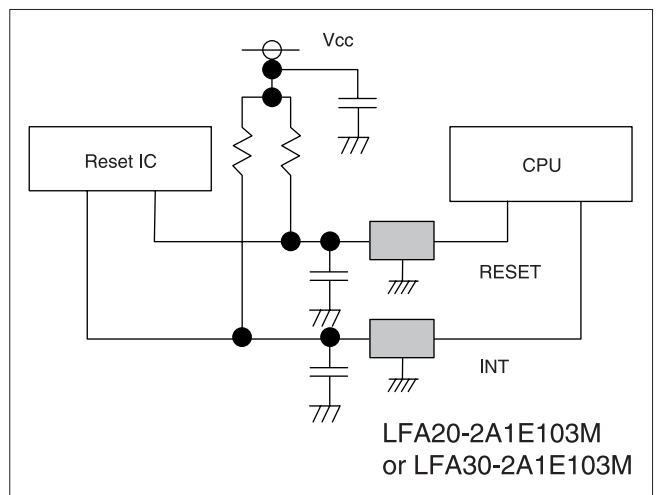 Vcc
Reset IC
CPU
RESET
INT
LFA20-2A1E103M
or LFA30-2A1E103M